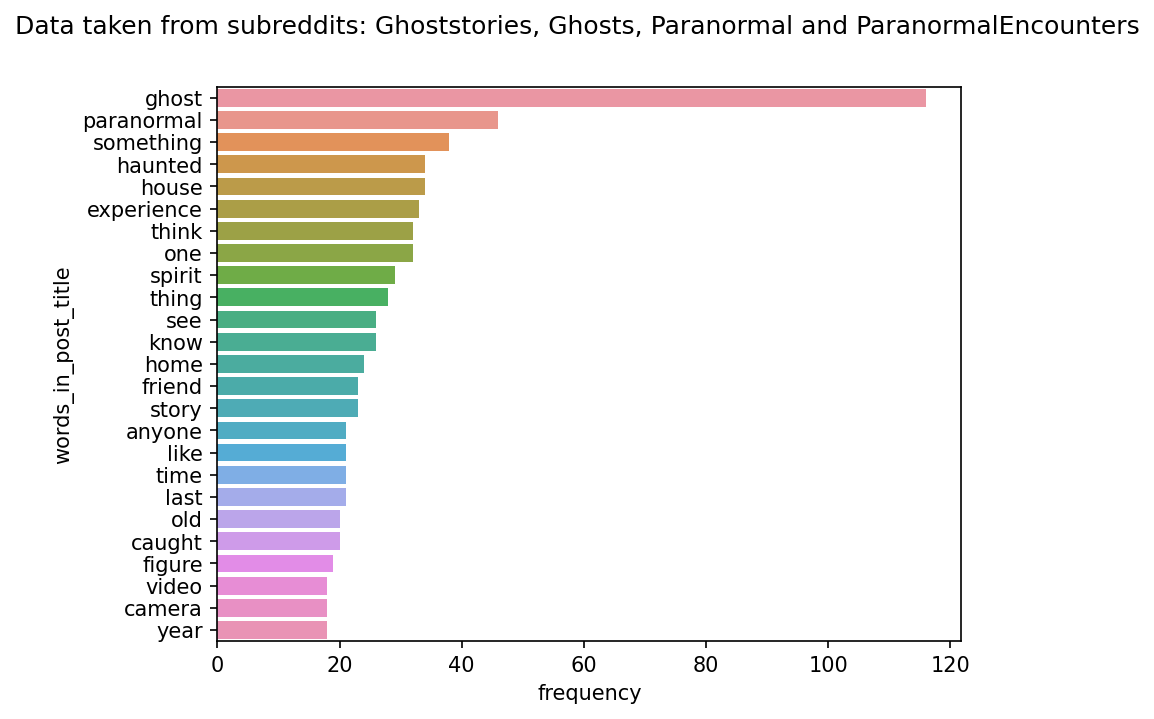 Data taken from subreddits: Ghoststories, Ghosts, Paranormal and ParanormalEncounters
words_in_post_title
ghost
paranormal
something
haunted
house
experience
think
one
spirit
thing
see
know
home
friend
story
anyone
like
time
last
old
caught
figure
video
camera
year
0 20 40 60 80 100 120
frequency